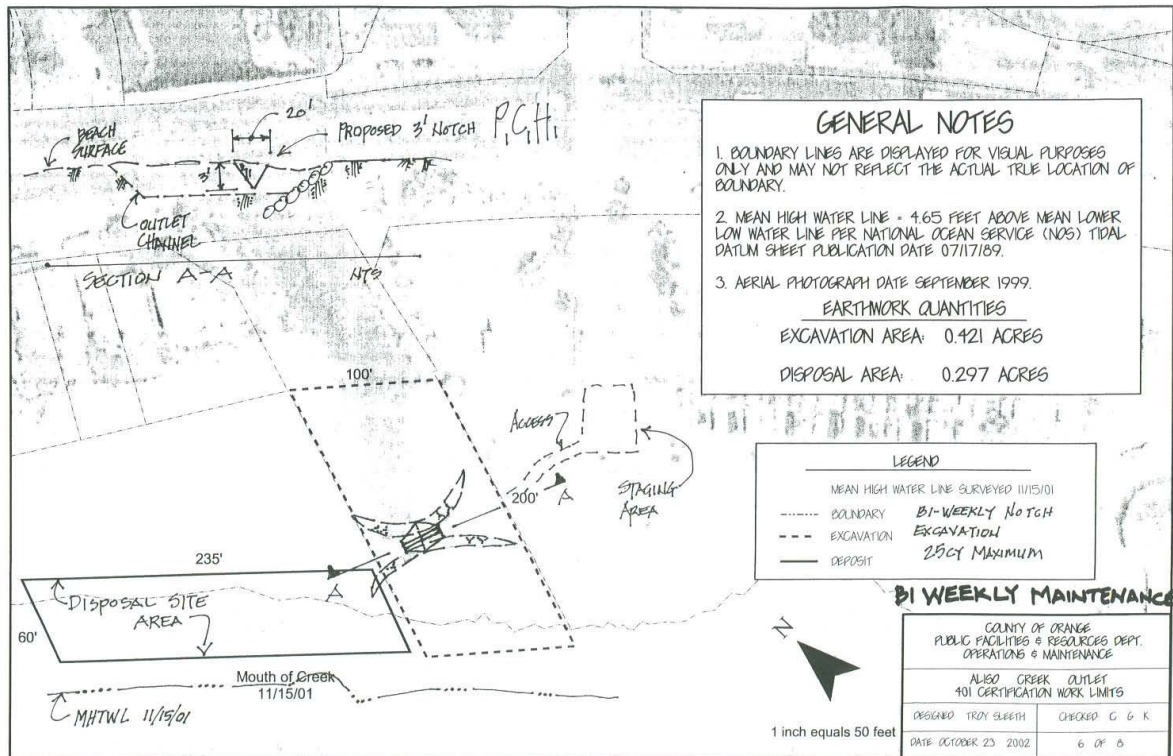 20'
PROPOSED 3' NOTCH
P.C.H.
BEACH
SURFACE
3'
OUTLET
CHANNEL
SECTION A-A
NTS
GENERAL NOTES
1. BOUNDARY LINES ARE DISPLAYED FOR VISUAL PURPOSES
ONLY AND MAY NOT REFLECT THE ACTUAL TRUE LOCATION OF
BOUNDARY.
2. MEAN HIGH WATER LINE = 4.65 FEET ABOVE MEAN LOWER
LOW WATER LINE PER NATIONAL OCEAN SERVICE (NOS) TIDAL
DATUM SHEET PUBLICATION DATE 07/17/89.
3. AERIAL PHOTOGRAPH DATE SEPTEMBER 1999.
EARTHWORK QUANTITIES
EXCAVATION AREA: 0.421 ACRES
DISPOSAL AREA: 0.297 ACRES
100'
ACCESS
200'
A
STAGING
AREA
235'
A
DISPOSAL SITE
AREA
60'
Mouth of Creek
11/15/01
MHTWL 11/15/01
LEGEND
MEAN HIGH WATER LINE SURVEYED 11/15/01
BOUNDARY BI-WEEKLY NOTCH
EXCAVATION EXCAVATION
DEPOSIT 25CY MAXIMUM
N
1 inch equals 50 feet
BI WEEKLY MAINTENANCE
COUNTY OF ORANGE
PUBLIC FACILITIES & RESOURCES DEPT.
OPERATIONS & MAINTENANCE
ALISO CREEK OUTLET
401 CERTIFICATION WORK LIMITS
DESIGNED TROY SLEETH CHECKED C G K
DATE OCTOBER 23 2002 6 OF 8